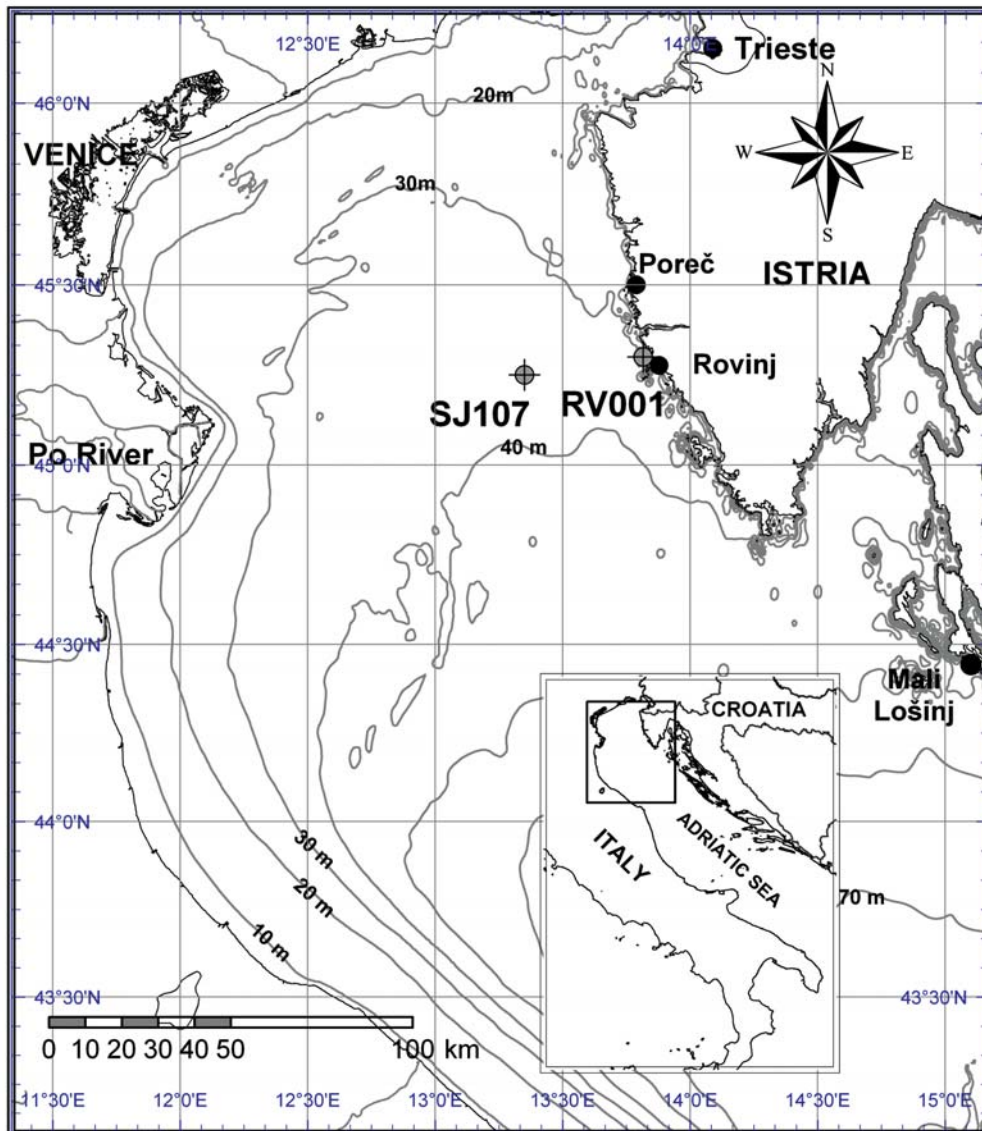 12°30'E
14°0'E
Trieste
46°0'N
20m
N
VENICE
W
E
30m
S
Poreč
ISTRIA
45°30'N
Rovinj
SJ107
RV001
40 m
Po River
45°0'N
44°30'N
Mali
Lošinj
CROATIA
44°0'N
30 m
ITALY
ADRIATIC SEA
20 m
70 m
10 m
43°30'N
43°30'N
0 10 20 30 40 50 100 km
11°30'E 12°0'E 12°30'E 13°0'E 13°30'E 14°0'E 14°30'E 15°0'E